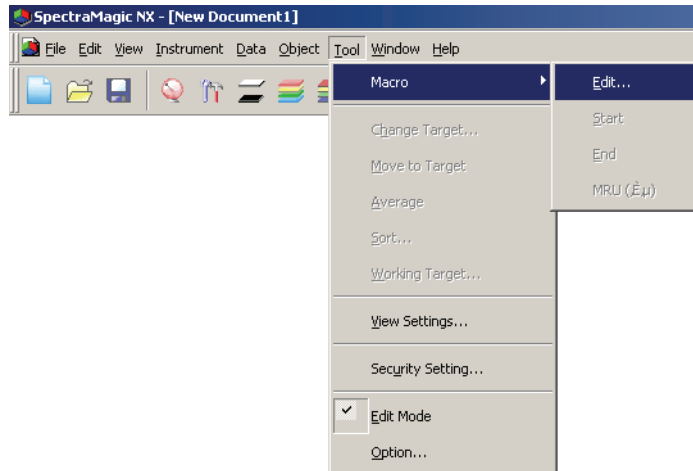 SpectraMagic NX - [New Document1]
File Edit View Instrument Data Object Tool Window Help
Macro
Edit...
Start
End
MRU (Èµ)
Change Target...
Move to Target
Average
Sort...
Working Target...
View Settings...
Security Setting...
Edit Mode
Option...